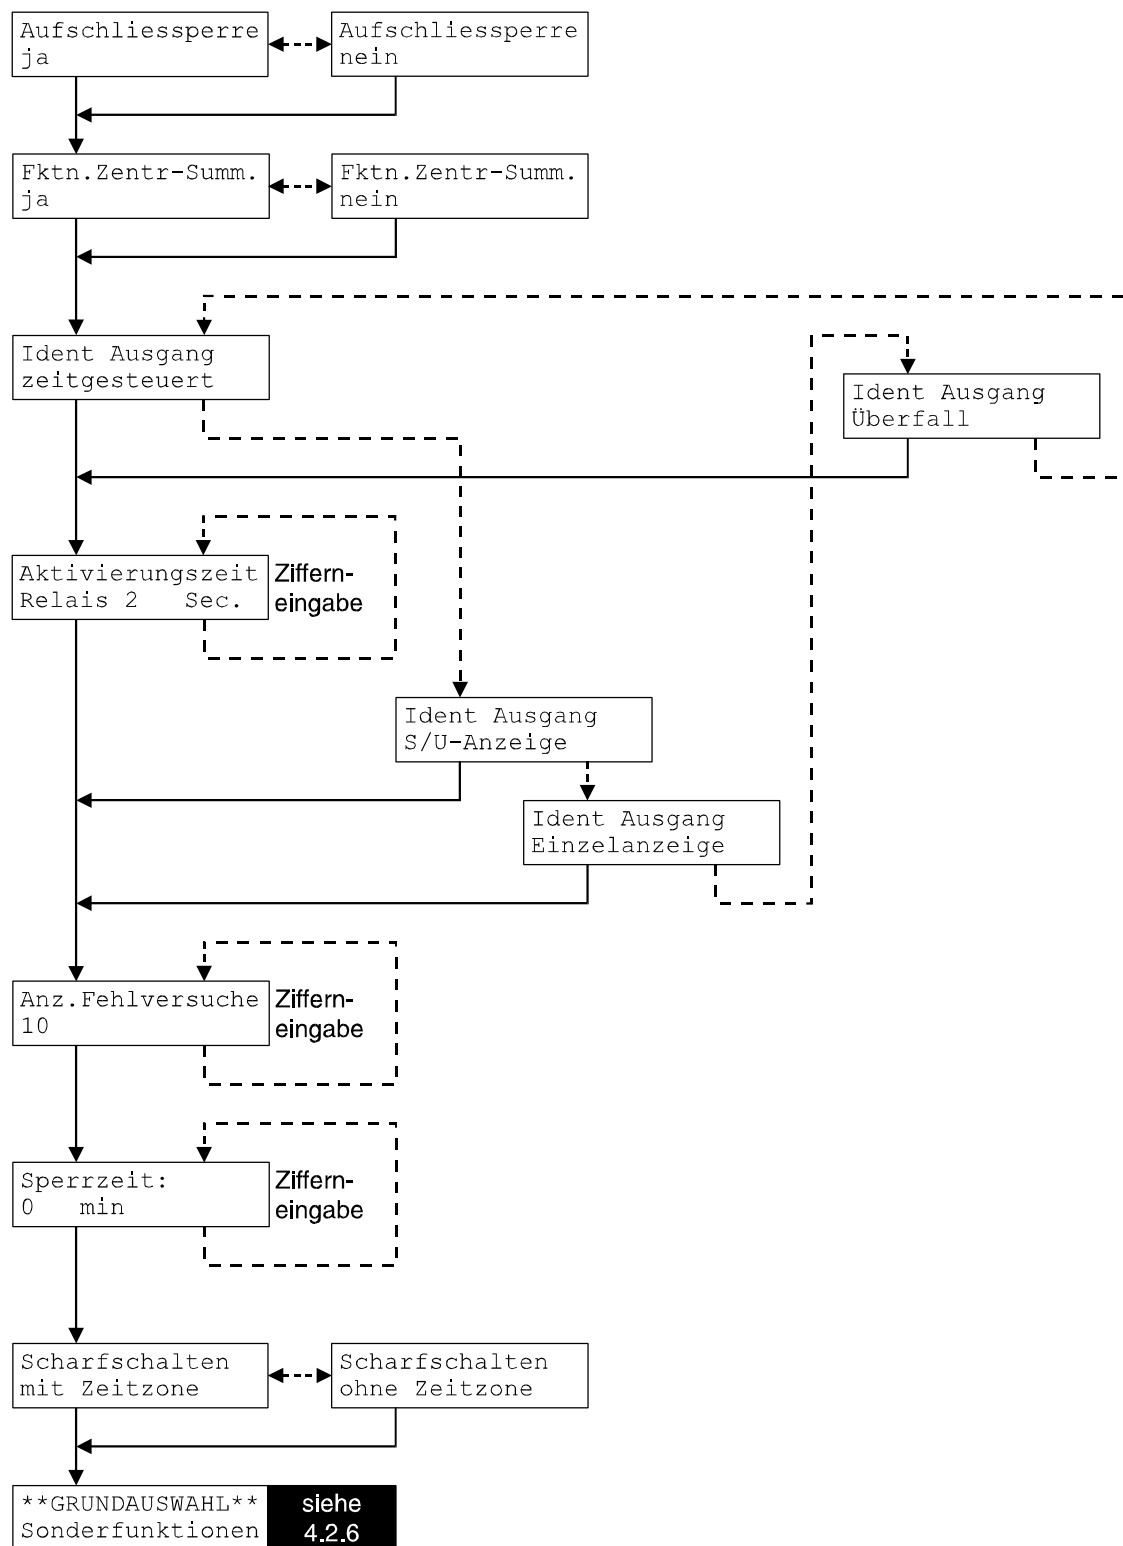 Aufschliessperre
ja
Aufschliessperre
nein
Fktn.Zentr-Summ.
ja
Fktn.Zentr-Summ.
nein
Ident Ausgang
zeitgesteuert
Ident Ausgang
Überfall
Aktivierungszeit
Relais 2 Sec.
Ziffern-
eingabe
Ident Ausgang
S/U-Anzeige
Ident Ausgang
Einzelanzeige
Anz.Fehlversuche
10
Ziffern-
eingabe
Sperrzeit:
0 min
Ziffern-
eingabe
Scharfschalten
mit Zeitzone
Scharfschalten
ohne Zeitzone
**GRUNDAUSWAHL**
Sonderfunktionen
siehe
4.2.6